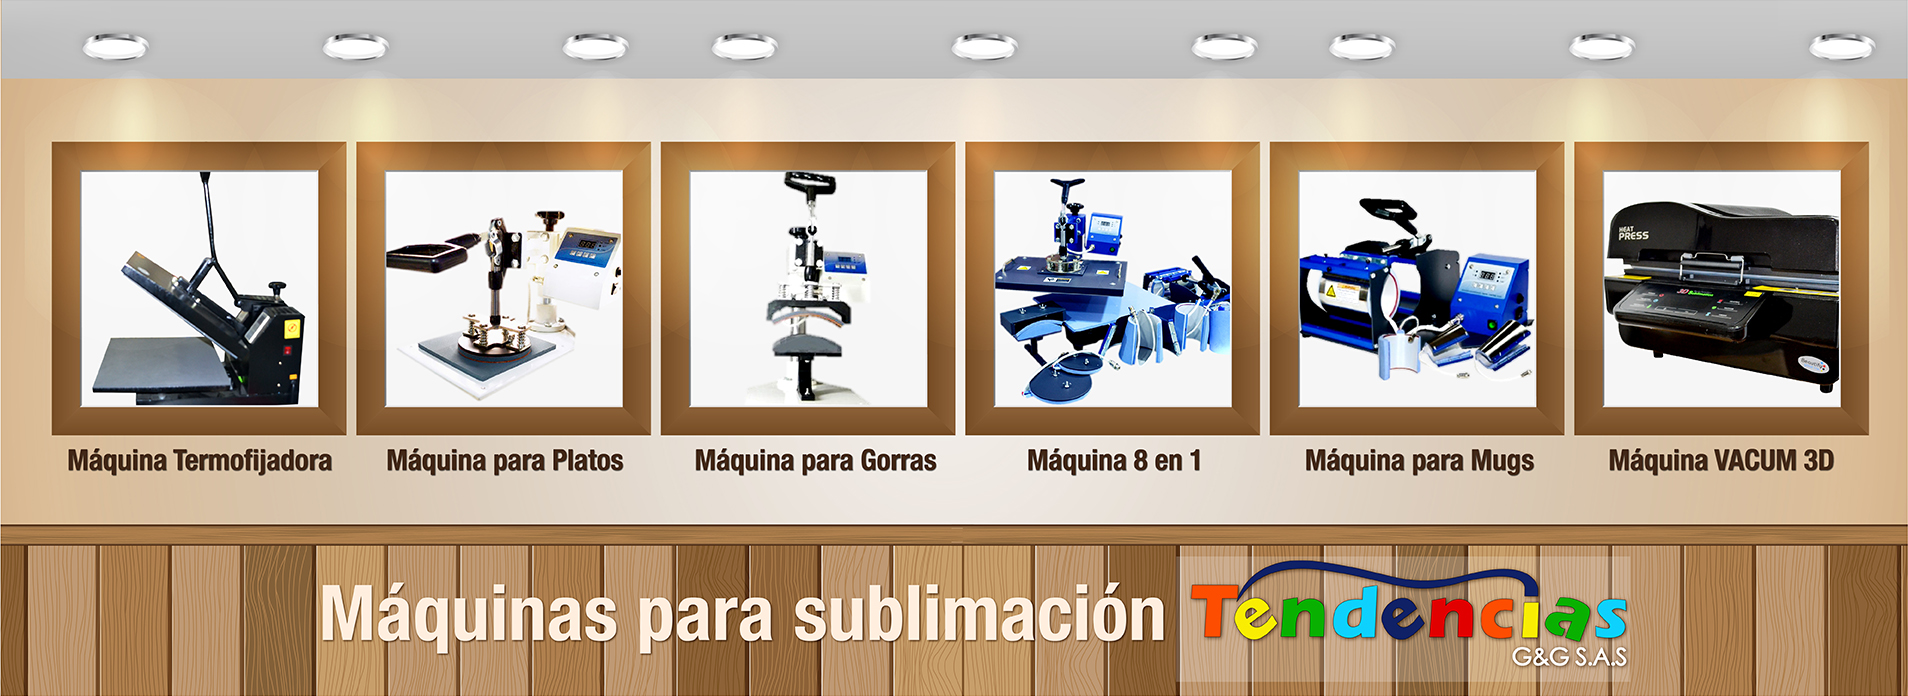 HEAT
PRESS
3D
Máquina Termofijadora
Máquina para Platos
Máquina para Gorras
Máquina 8 en 1
Máquina para Mugs
Máquina VACUM 3D
Máquinas para sublimación
Tendencias
G&G S.A.S